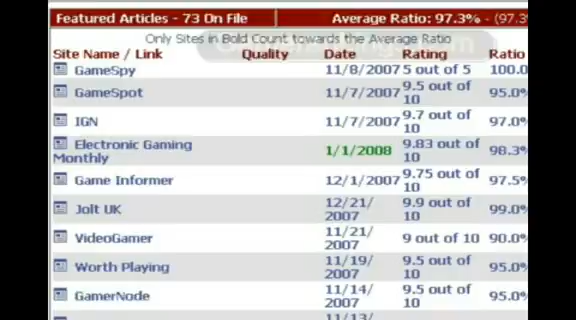 Featured Articles - 73 On File Average Ratio: 97.3% - (97.3
Only Sites in Bold Count towards the Average Ratio
Site Name / Link Quality Date Rating Ratio
GameSpy 11/8/2007 5 out of 5 100.0
GameSpot 11/7/2007 9.5 out of 10 95.0%
IGN 11/7/2007 9.7 out of 10 97.0%
Electronic Gaming Monthly 1/1/2008 9.83 out of 10 98.3%
Game Informer 12/1/2007 9.75 out of 10 97.5%
Jolt UK 12/21/2007 9.9 out of 10 99.0%
VideoGamer 11/21/2007 9 out of 10 90.0%
Worth Playing 11/19/2007 9.5 out of 10 95.0%
GamerNode 11/14/2007 9.5 out of 10 95.0%
11/13/